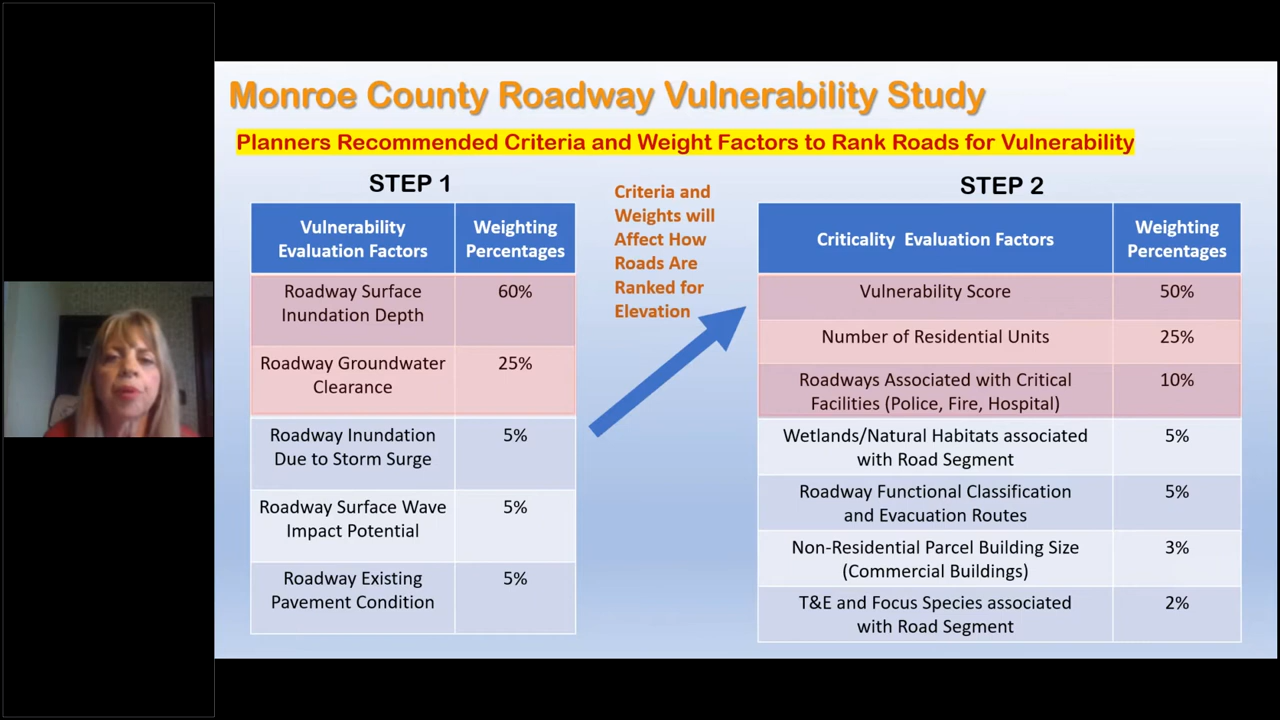 Monroe County Roadway Vulnerability Study
Planners Recommended Criteria and Weight Factors to Rank Roads for Vulnerability
STEP 1
Vulnerability
Evaluation Factors
Weighting
Percentages
Roadway Surface
Inundation Depth
60%
Roadway Groundwater
Clearance
25%
Roadway Inundation
Due to Storm Surge
5%
Roadway Surface Wave
Impact Potential
5%
Roadway Existing
Pavement Condition
5%
Criteria and
Weights will
Affect How
Roads Are
Ranked for
Elevation
STEP 2
Criticality Evaluation Factors
Weighting
Percentages
Vulnerability Score
50%
Number of Residential Units
25%
Roadways Associated with Critical
Facilities (Police, Fire, Hospital)
10%
Wetlands/Natural Habitats associated
with Road Segment
5%
Roadway Functional Classification
and Evacuation Routes
5%
Non-Residential Parcel Building Size
(Commercial Buildings)
3%
T&E and Focus Species associated
with Road Segment
2%